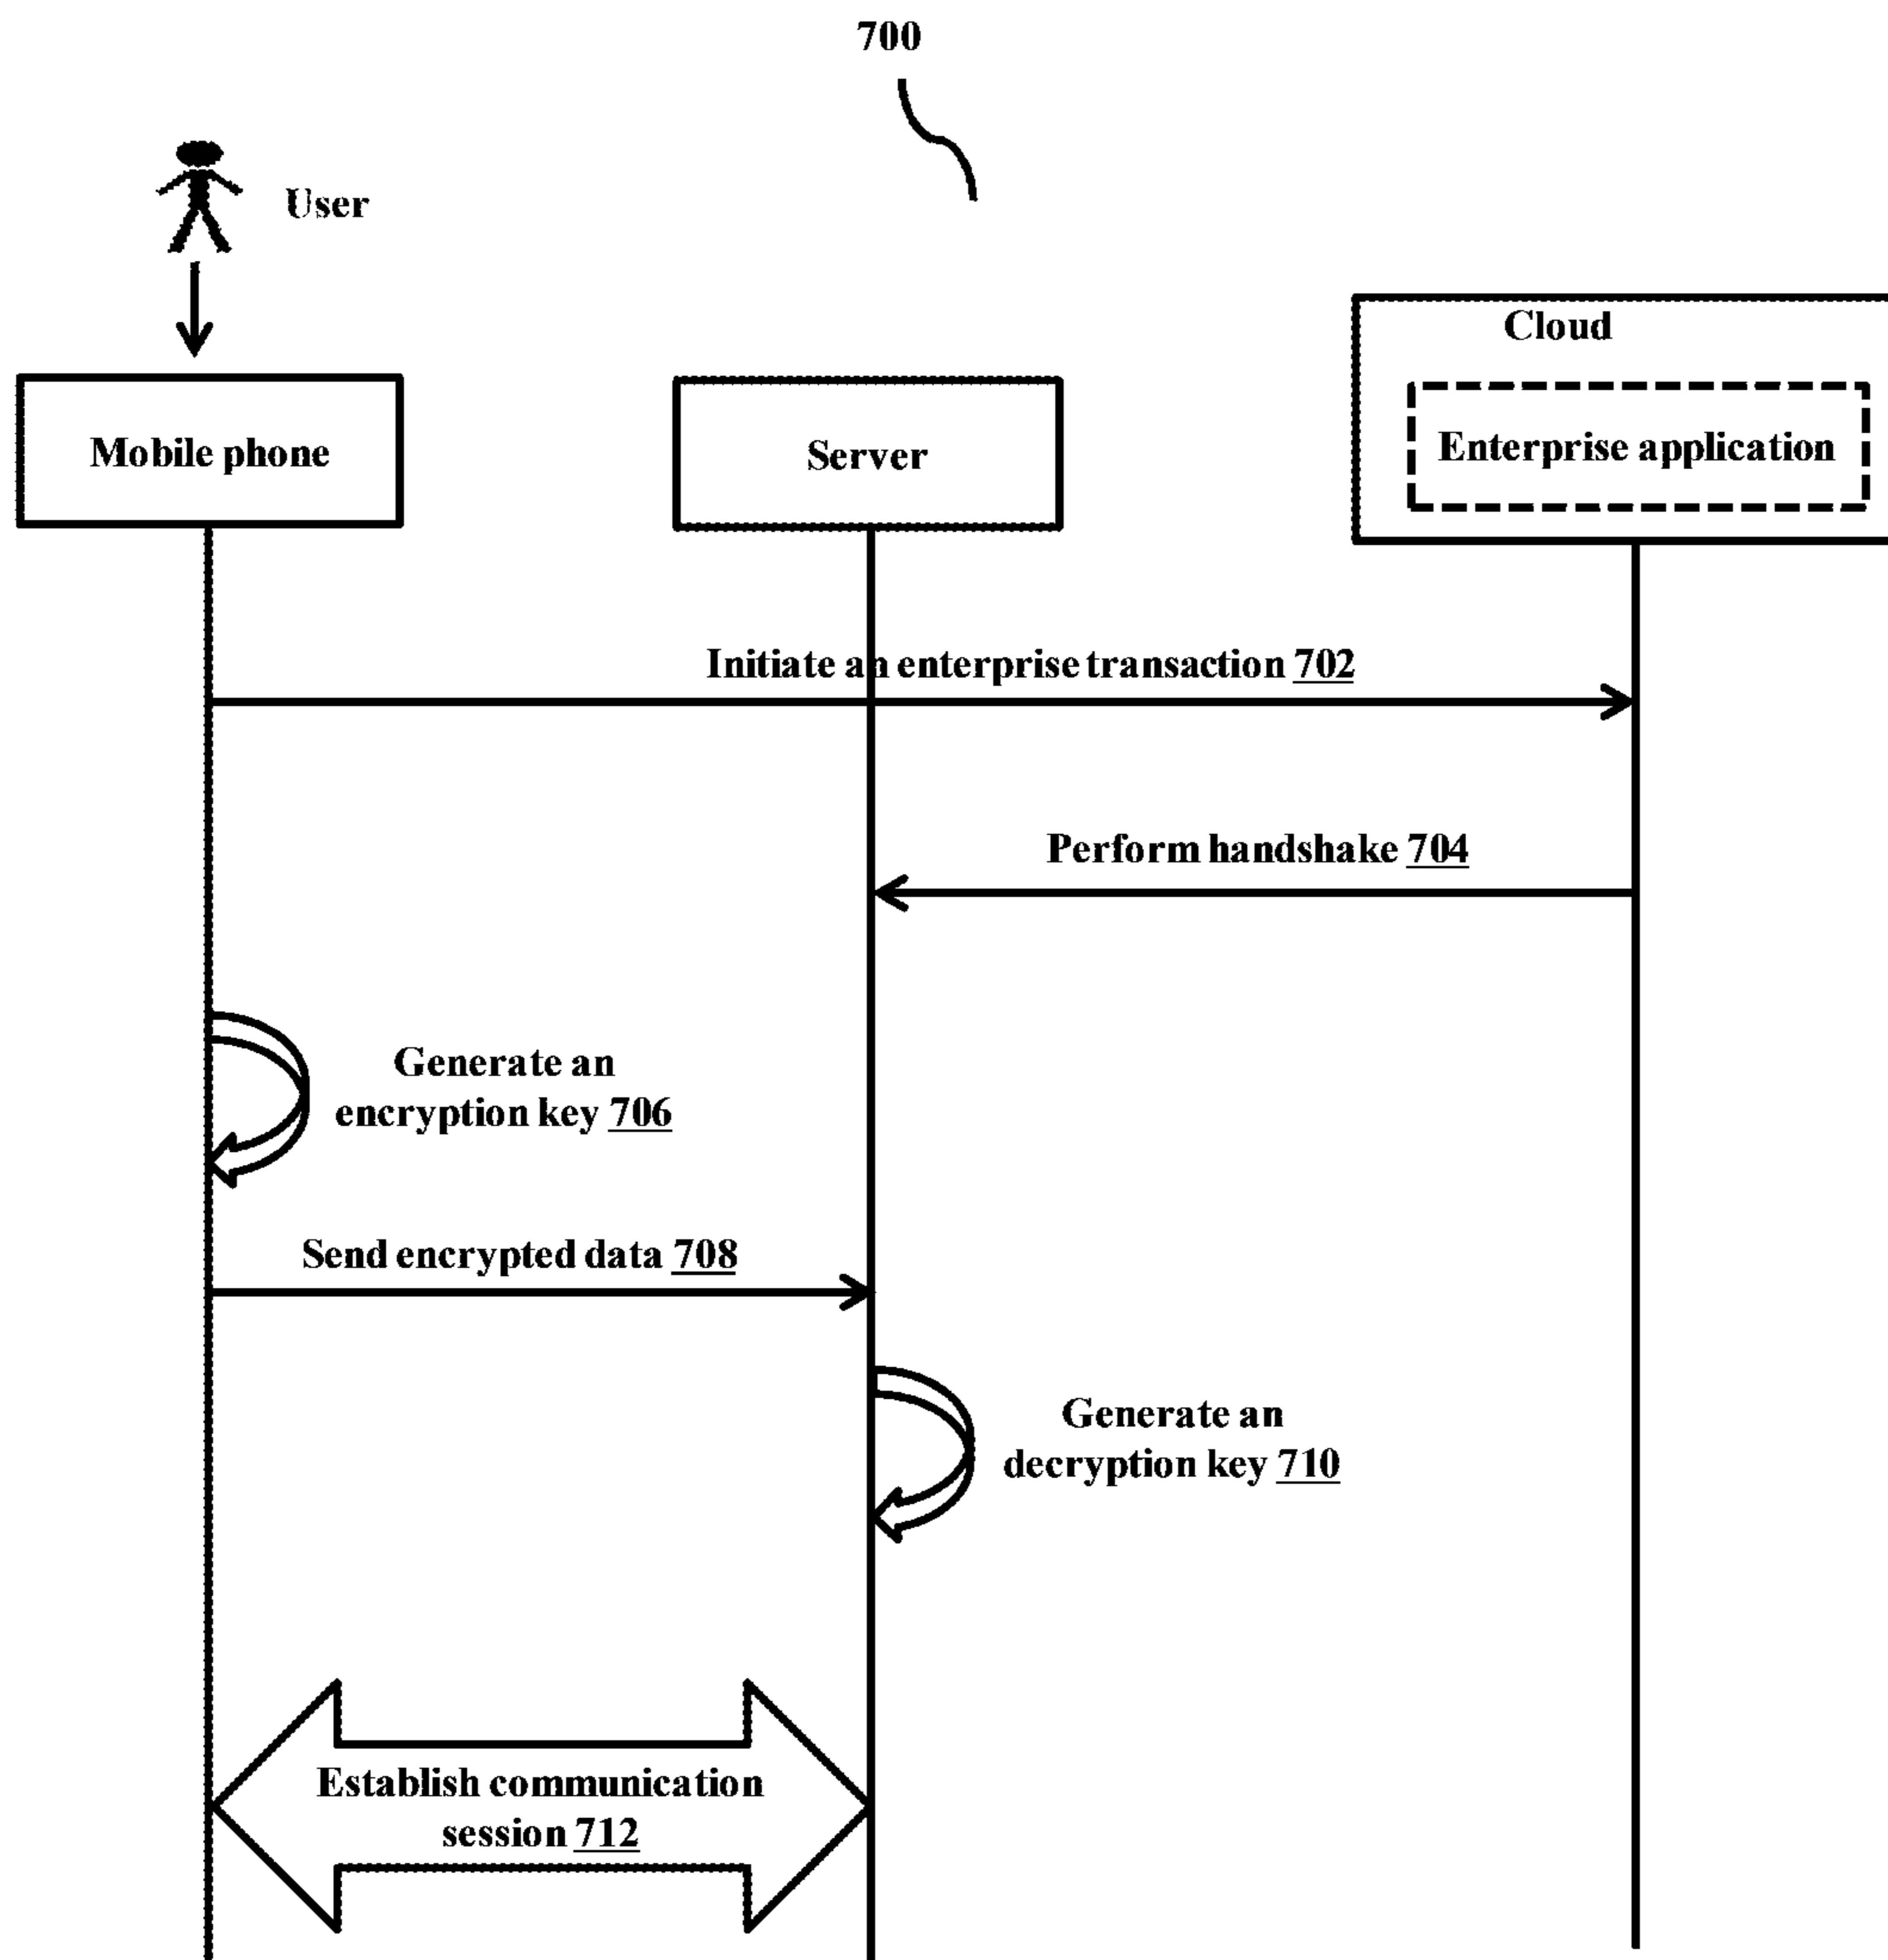 700
User
Cloud
Mobile phone
Server
Enterprise application
Initiate an enterprise transaction 702
Perform handshake 704
Generate an
encryption key 706
Send encrypted data 708
Generate an
decryption key 710
Establish communication
session 712